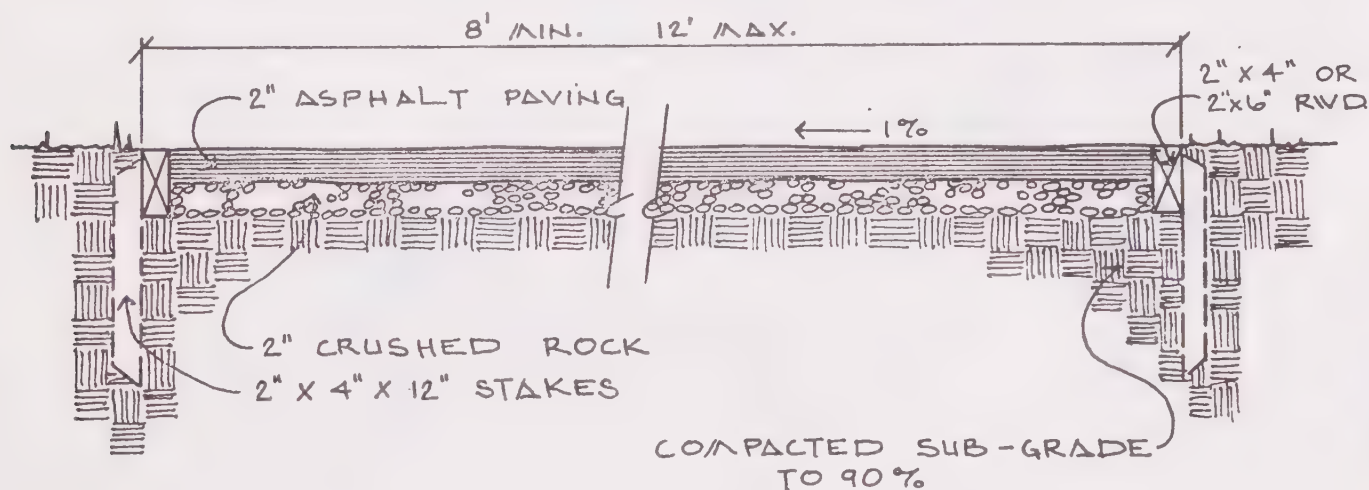 8' MIN. 12' MAX.
2" X 4" OR
2"x6" RWD
2" ASPHALT PAVING
1%
2" CRUSHED ROCK
2" X 4" X 12" STAKES
COMPACTED SUB-GRADE
TO 90%